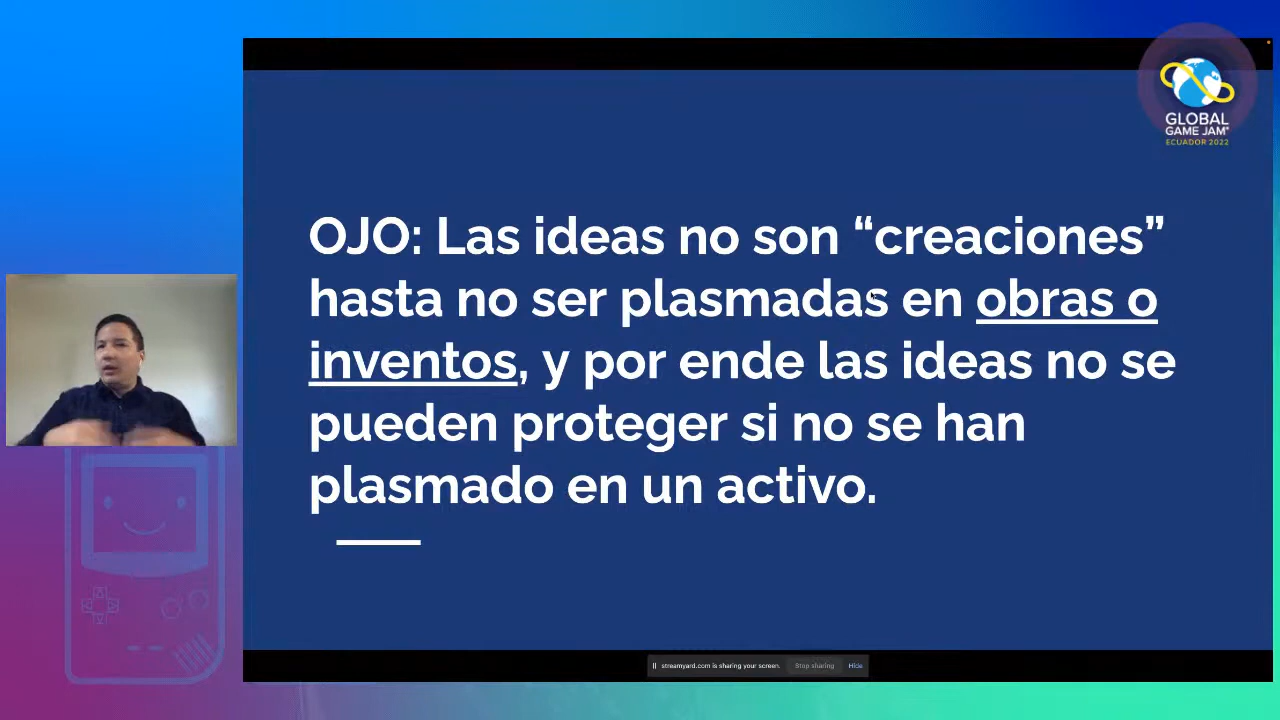 GLOBAL
GAME JAM
ECUADOR 2022
OJO: Las ideas no son “creaciones”
hasta no ser plasmadas en obras o
inventos, y por ende las ideas no se
pueden proteger si no se han
plasmado en un activo.
streamyard.com is sharing your screen. Stop sharing Hide